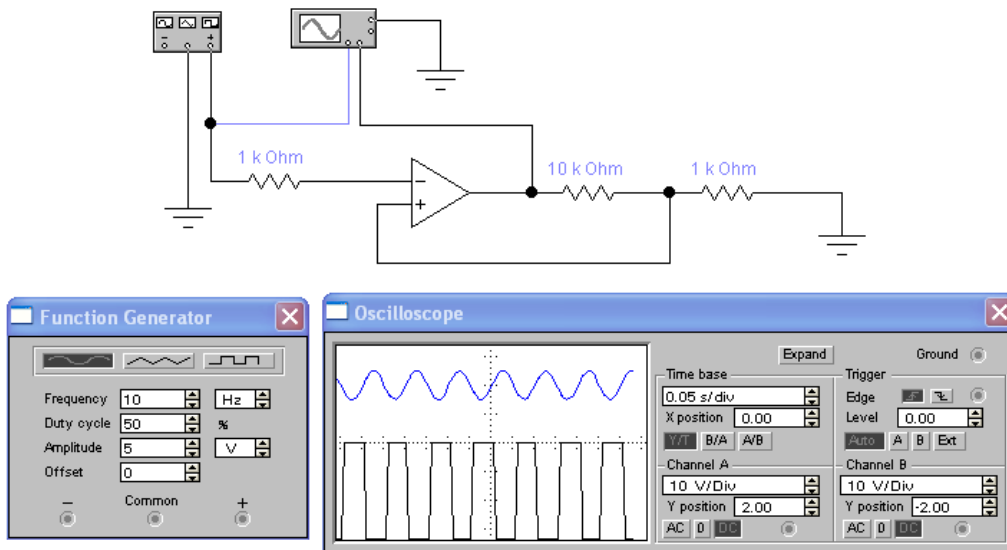 1 k Ohm
10 k Ohm
1 k Ohm
Function Generator
Frequency 10 Hz
Duty cycle 50 %
Amplitude 5 V
Offset 0
− Common +
Oscilloscope
Expand
Ground
Time base
0.05 s/div
X position 0.00
Y/T B/A A/B
Trigger
Edge
Level 0.00
Auto A B Ext
Channel A
10 V/Div
Y position 2.00
AC 0 DC
Channel B
10 V/Div
Y position -2.00
AC 0 DC